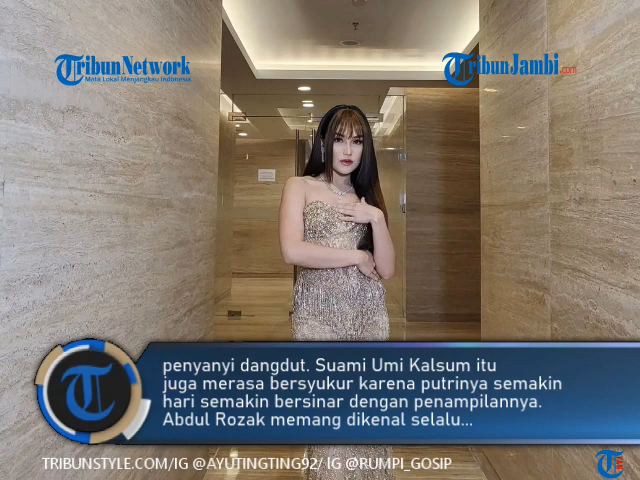 TribunNetwork
Mata Lokal Menjangkau Indonesia
TribunJambi.com
penyanyi dangdut. Suami Umi Kalsum itu
juga merasa bersyukur karena putrinya semakin
hari semakin bersinar dengan penampilannya.
Abdul Rozak memang dikenal selalu...
TRIBUNSTYLE.COM/IG @AYUTINGTING92/ IG @RUMPI_GOSIP